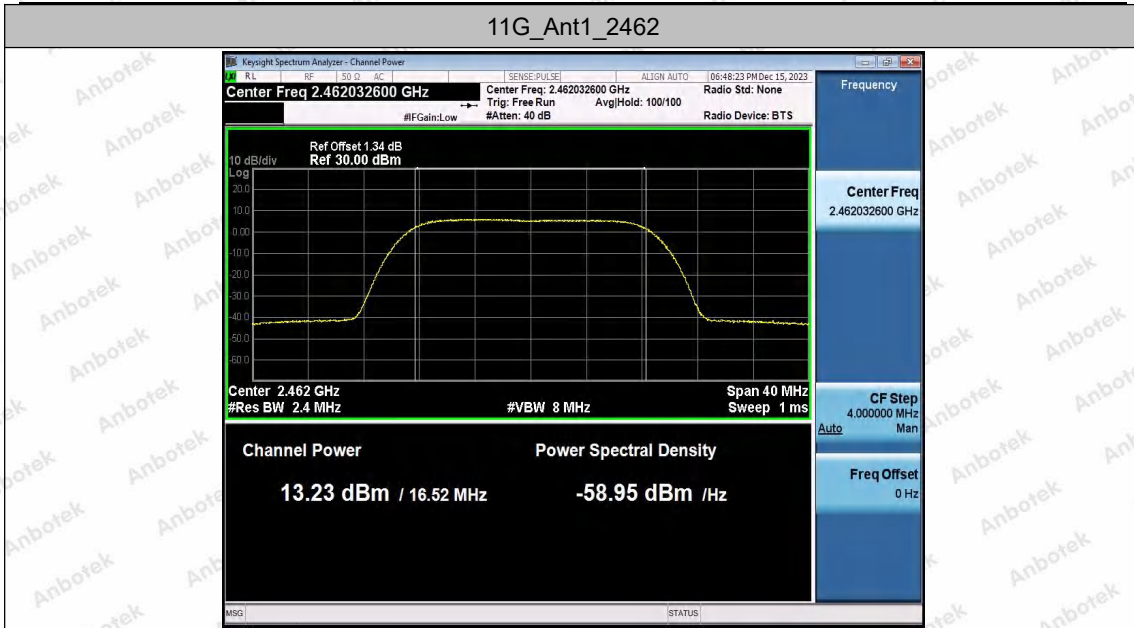 11G_Ant1_2462
Keysight Spectrum Analyzer - Channel Power
RL RF 50 Ω AC SENSE:PULSE ALIGN AUTO 06:48:23 PM Dec 15, 2023
Center Freq 2.462032600 GHz
Center Freq: 2.462032600 GHz
Radio Std: None
Trig: Free Run Avg|Hold: 100/100
#IFGain:Low #Atten: 40 dB Radio Device: BTS
Frequency
Ref Offset 1.34 dB
10 dB/div Ref 30.00 dBm
Log
20.0
10.0
0.00
-10.0
-20.0
-30.0
-40.0
-50.0
-60.0
Center 2.462 GHz Span 40 MHz
#Res BW 2.4 MHz #VBW 8 MHz Sweep 1 ms
Center Freq
2.462032600 GHz
CF Step
4.000000 MHz
Auto Man
Freq Offset
0 Hz
Channel Power Power Spectral Density
13.23 dBm / 16.52 MHz -58.95 dBm /Hz
MSG STATUS
Anbotek